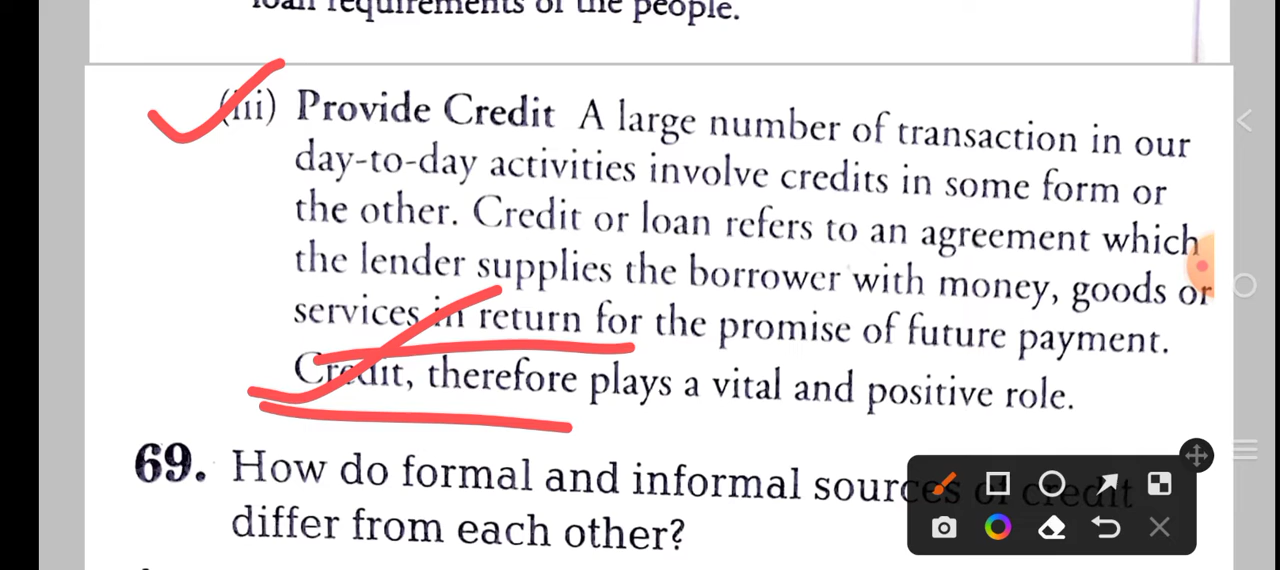 loan requirements of the people.
(iii) Provide Credit A large number of transaction in our
day-to-day activities involve credits in some form or
the other. Credit or loan refers to an agreement which
the lender supplies the borrower with money, goods or
services in return for the promise of future payment.
Credit, therefore plays a vital and positive role.
69. How do formal and informal sources of credit
differ from each other?